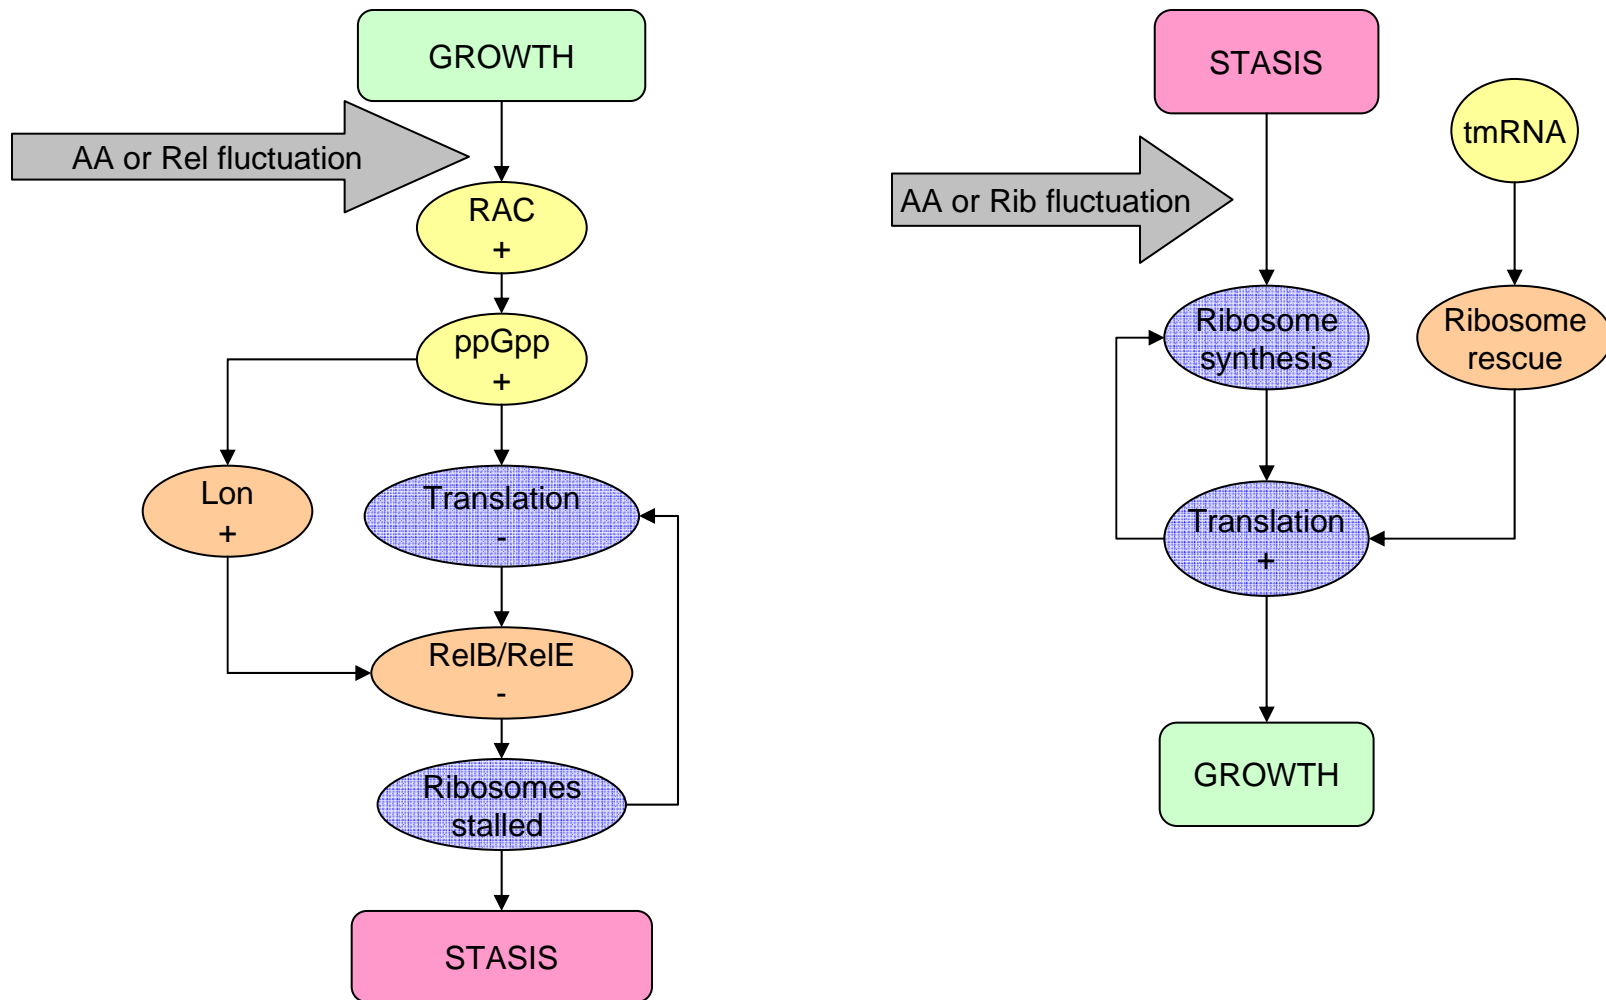 GROWTH
AA or Rel fluctuation
RAC
+
ppGpp
+
Lon
+
Translation
-
RelB/RelE
-
Ribosomes
stalled
STASIS
STASIS
tmRNA
AA or Rib fluctuation
Ribosome
synthesis
Ribosome
rescue
Translation
+
GROWTH